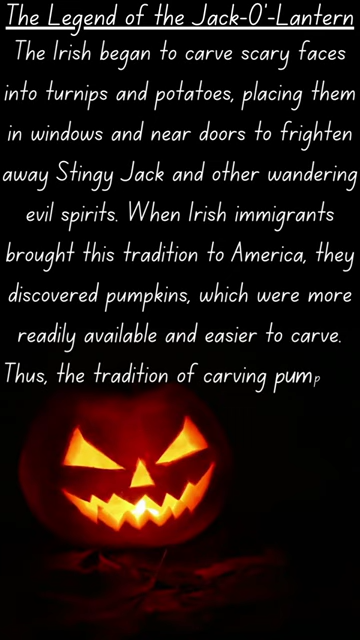 The Legend of the Jack-O'-Lantern
The Irish began to carve scary faces
into turnips and potatoes, placing them
in windows and near doors to frighten
away Stingy Jack and other wandering
evil spirits. When Irish immigrants
brought this tradition to America, they
discovered pumpkins, which were more
readily available and easier to carve.
Thus, the tradition of carving pump